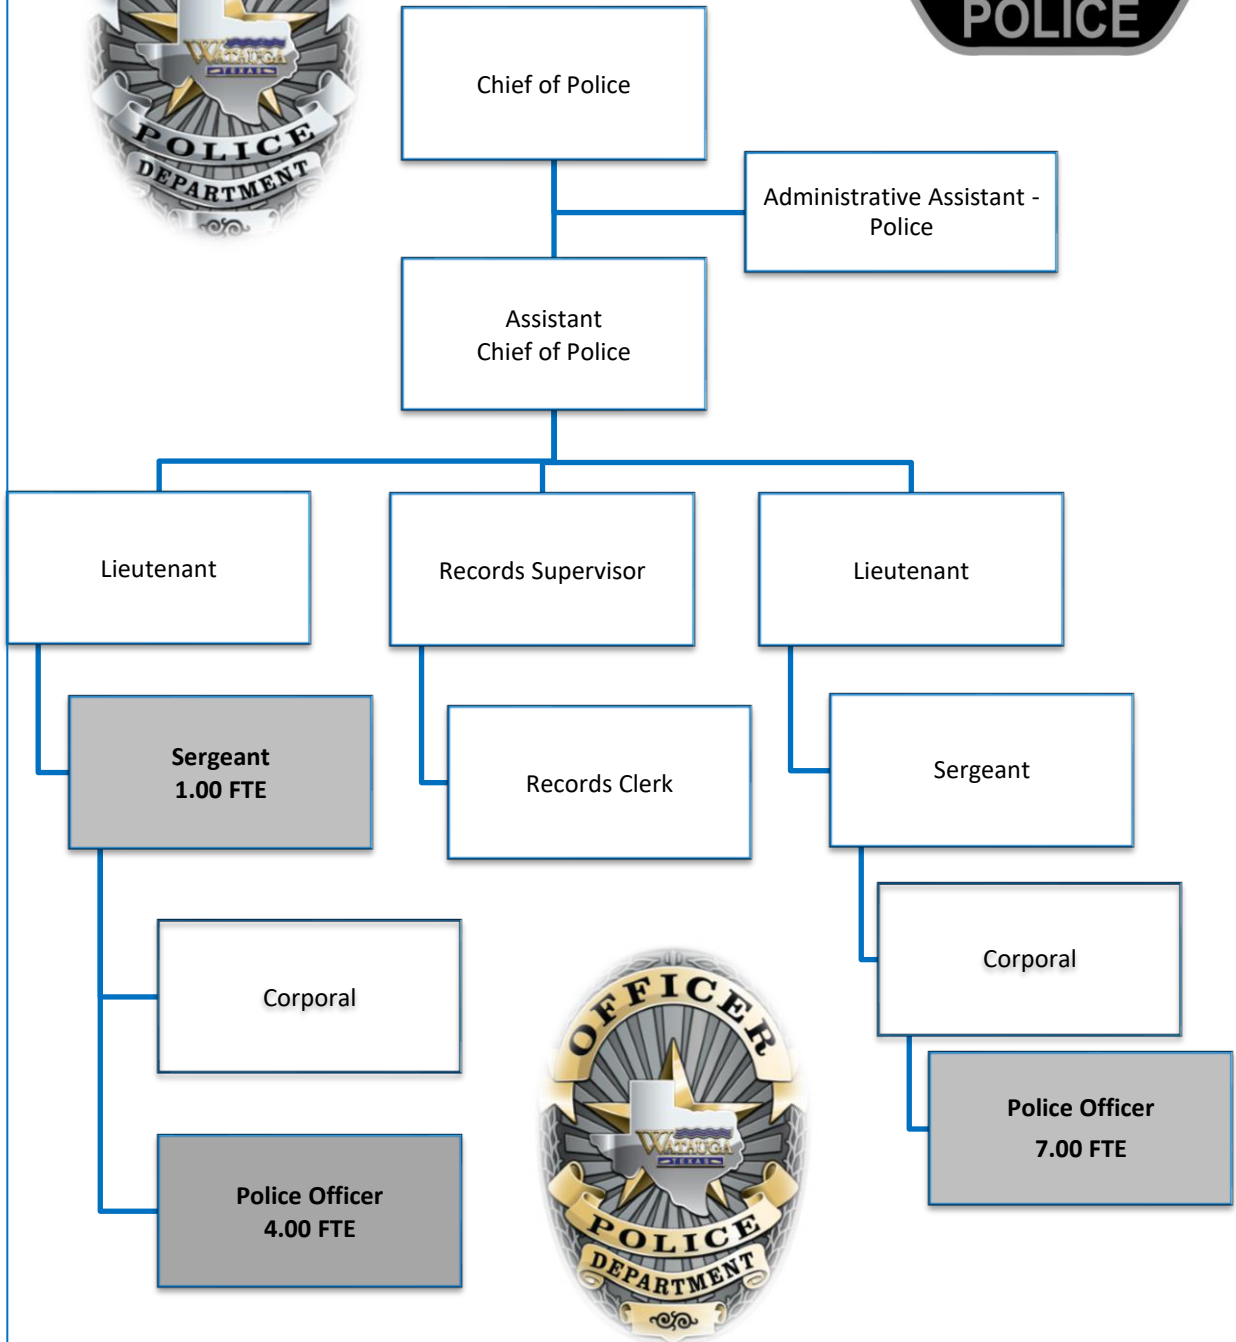 POLICE
WATAUGA
TEXAS
POLICE
DEPARTMENT
Chief of Police
Administrative Assistant -
Police
Assistant
Chief of Police
Lieutenant
Records Supervisor
Lieutenant
Sergeant
1.00 FTE
Records Clerk
Sergeant
Corporal
Corporal
Police Officer
7.00 FTE
Police Officer
4.00 FTE
OFFICER
WATAUGA
TEXAS
POLICE
DEPARTMENT